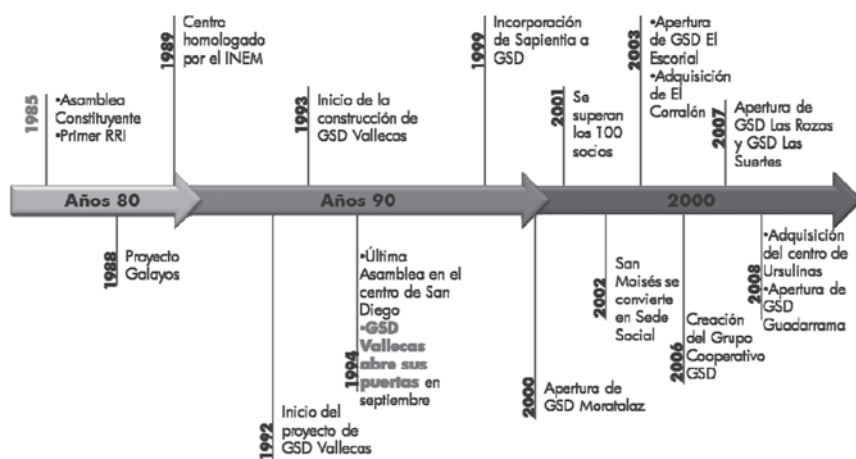 1985
•Asamblea
Constituyente
•Primer RRI
1989
Centro
homologado
por el INEM
1993
Inicio de la
construcción de
GSD Vallecas
1999
Incorporación
de Sapientia a
GSD
2001
Se
superan
los 100
socios
2003
•Apertura
de GSD El
Escorial
•Adquisición
de El
Corralón
2007
Apertura de
GSD Las Rozas
y GSD Las
Suertes
Años 80
Años 90
2000
1988
Proyecto
Galayos
1992
Inicio del
proyecto de
GSD Vallecas
1994
•Última
Asamblea en el
centro de San
Diego
•GSD
Vallecas
abre sus
puertas en
septiembre
2000
Apertura de
GSD Moratalaz
2002
San
Moisés se
convierte
en Sede
Social
2006
Creación
del Grupo
Cooperativo
GSD
2008
•Adquisición
del centro de
Ursulinas
•Apertura de
GSD
Guadarrama